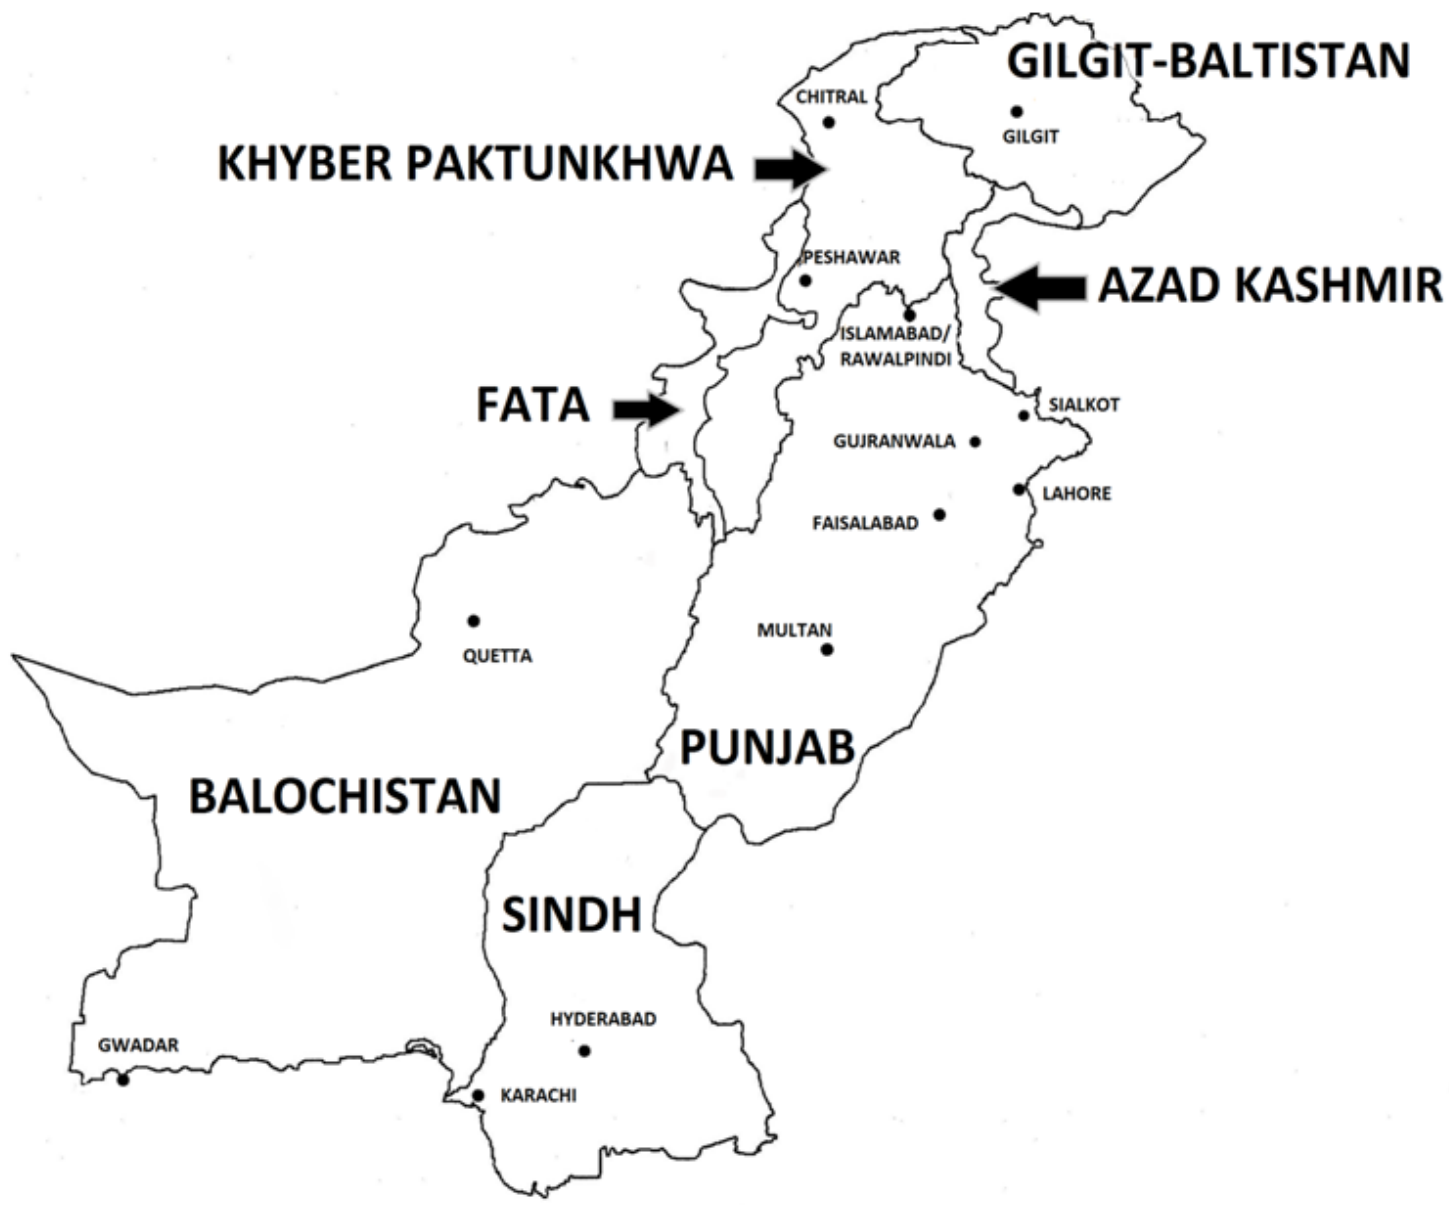 GILGIT-BALTISTAN
CHITRAL
GILGIT
KHYBER PAKTUNKHWA
PESHAWAR
AZAD KASHMIR
ISLAMABAD/
RAWALPINDI
FATA
SIALKOT
GUJRANWALA
LAHORE
FAISALABAD
MULTAN
QUETTA
PUNJAB
BALOCHISTAN
SINDH
HYDERABAD
GWADAR
KARACHI